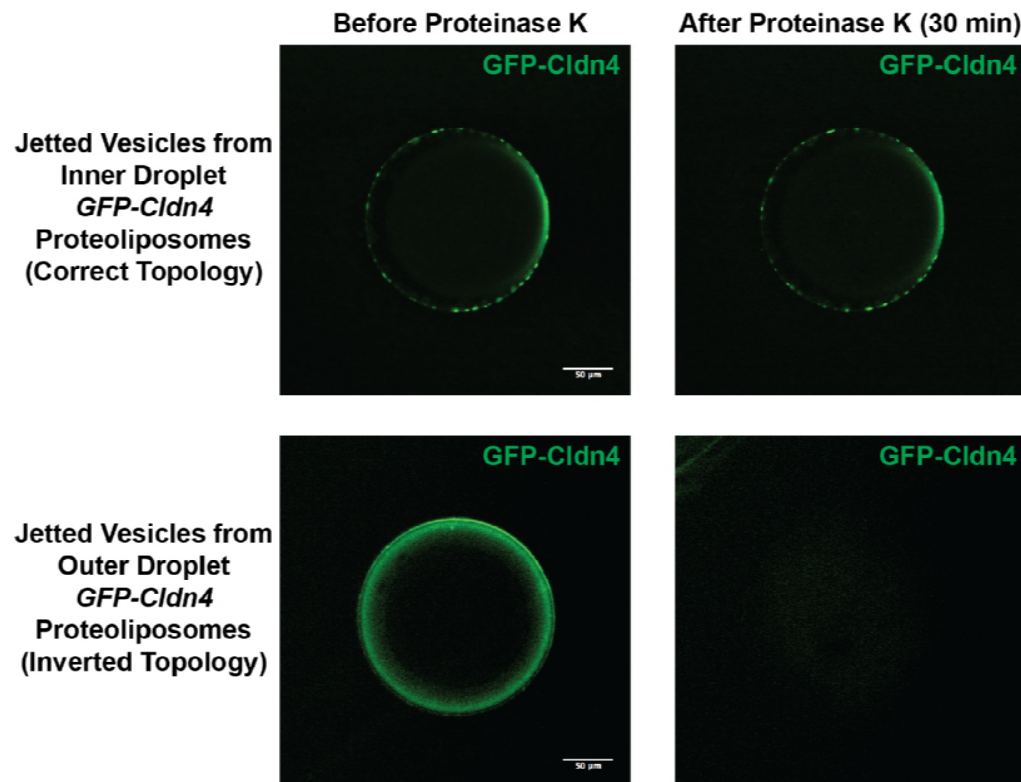 Before Proteinase K
After Proteinase K (30 min)
Jetted Vesicles from
Inner Droplet
GFP-Cldn4
Proteoliposomes
(Correct Topology)
GFP-Cldn4
50 µm
GFP-Cldn4
Jetted Vesicles from
Outer Droplet
GFP-Cldn4
Proteoliposomes
(Inverted Topology)
GFP-Cldn4
50 µm
GFP-Cldn4